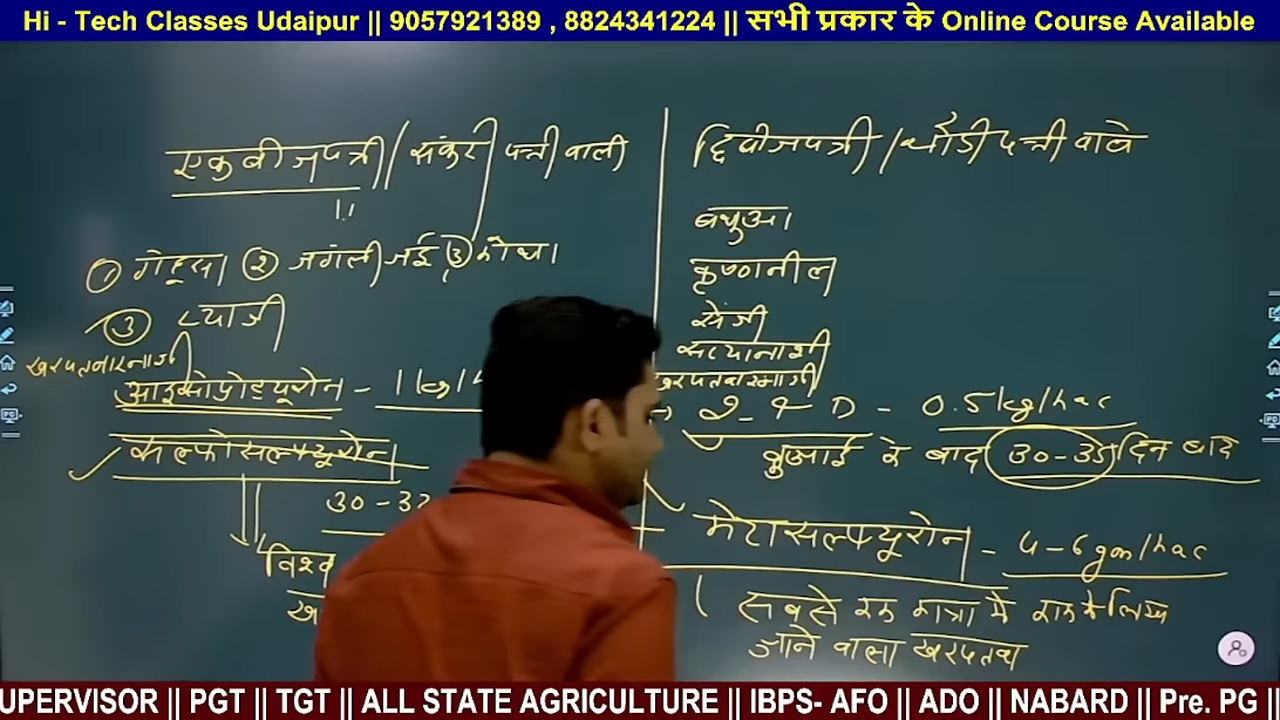 Hi - Tech Classes Udaipur || 9057921389 , 8824341224 || सभी प्रकार के Online Course Available
एकबीजपत्री / संकरी पत्ती वाली
① गेहूसा ② जगंली जई ③ मोथा
③ प्याजी
खरपतवारनाशी
आइसोप्रोट्यूरोन - 1 kg/
सल्फोसल्फ्यूरोन
30-3
विश्व
ख
द्विबीजपत्री / चौडी पत्ती वाले
बथुआ
कृष्णनील
सेंजी
सत्यानाशी
खरपतवारनाशी
2-4 D - 0.5 kg/hac
बुआई के बाद 30-35 दिन बाद
मेटासल्फ्यूरोन - 4-6 gm/hac
सबसे कम मात्रा मे काम लिया
जाने वाला खरपतवा
UPERVISOR || PGT || TGT || ALL STATE AGRICULTURE || IBPS- AFO || ADO || NABARD || Pre. PG ||